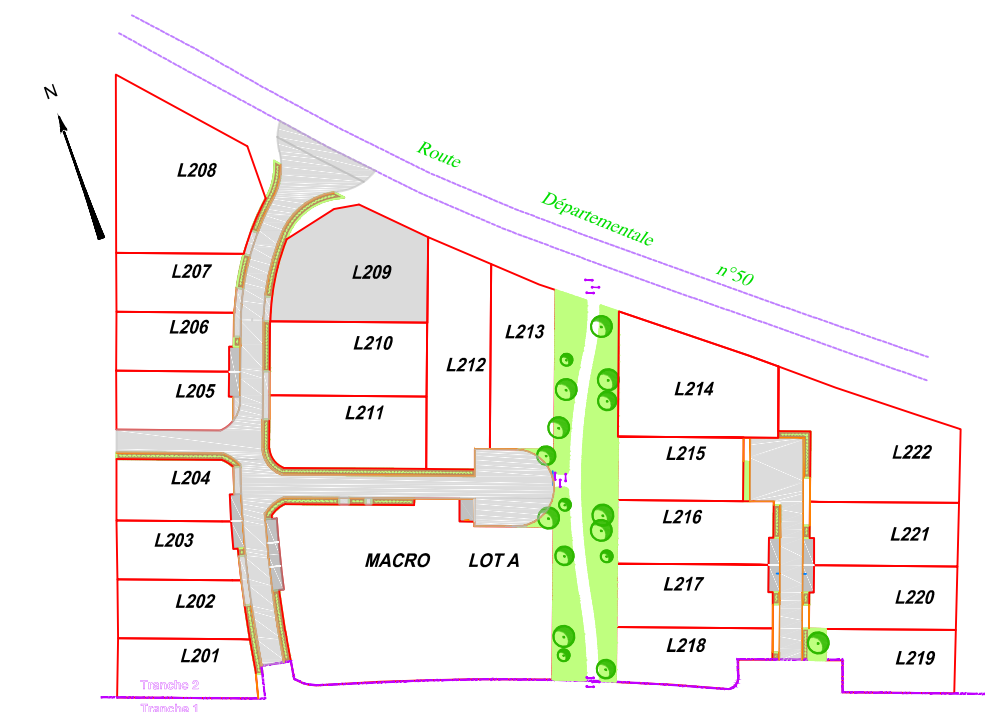 N
Route
Départementale
n°50
L208
L207
L206
L205
L204
L203
L202
L201
L209
L210
L211
L212
L213
L214
L215
L216
L217
L218
L222
L221
L220
L219
MACRO LOT A
Tranche 2
Tranche 1